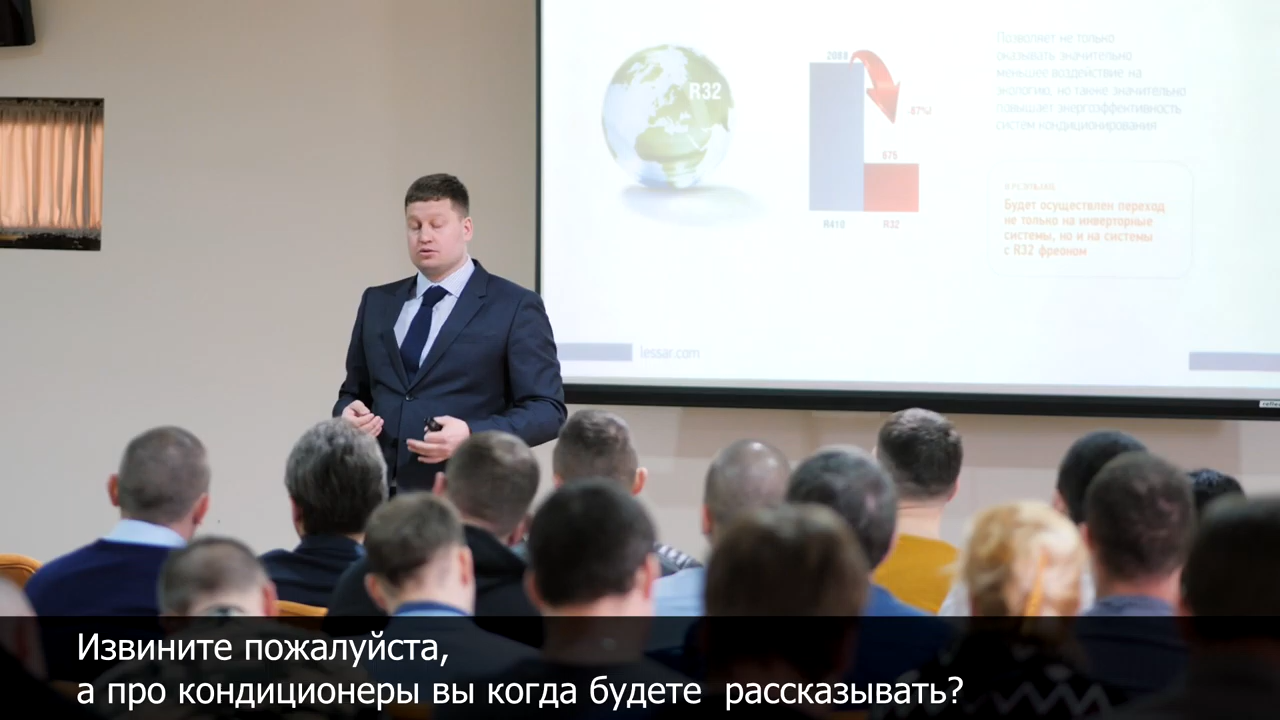 R32
2088
-67%
675
R410
R32
Позволяет не только
оказывать значительно
меньшее воздействие на
экологию, но также значительно
повышает энергоэффективность
систем кондиционирования
Будет осуществлен переход
не только на инверторные
системы, но и на системы
с R32 фреоном
lessar.com
Извините пожалуйста,
а про кондиционеры вы когда будете рассказывать?